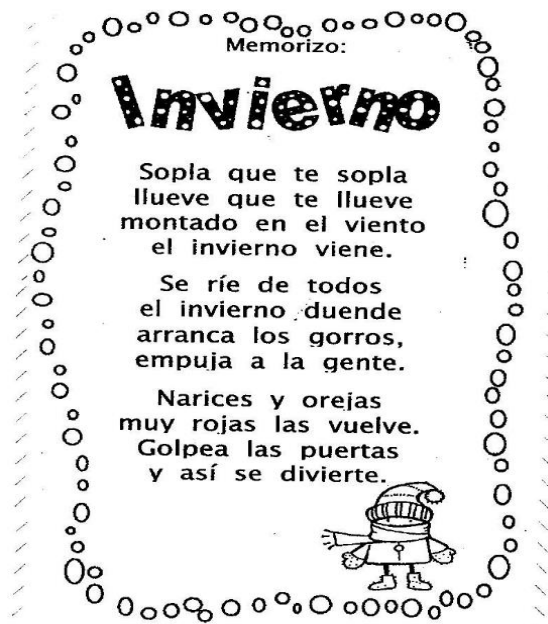 Memorizo:
Invierno
Sopla que te sopla
llueve que te llueve
montado en el viento
el invierno viene.
Se ríe de todos
el invierno duende
arranca los gorros,
empuja a la gente.
Narices y orejas
muy rojas las vuelve.
Golpea las puertas
y así se divierte.